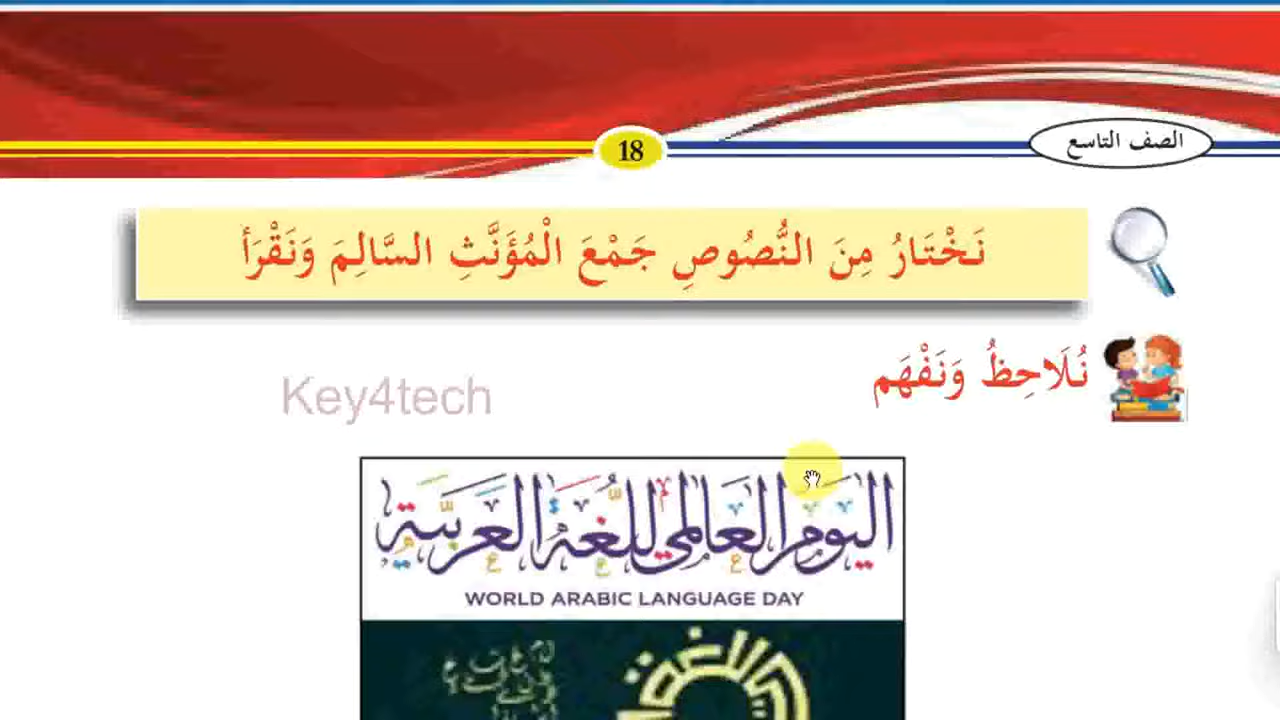 الصف التاسع
18
نَخْتَارُ مِنَ النُّصُوصِ جَمْعَ الْمُؤَنَّثِ السَّالِمَ وَنَقْرَأ
نُلَاحِظُ وَنَفْهَم
Key4tech
اليوم العالمي للغة العربية
WORLD ARABIC LANGUAGE DAY